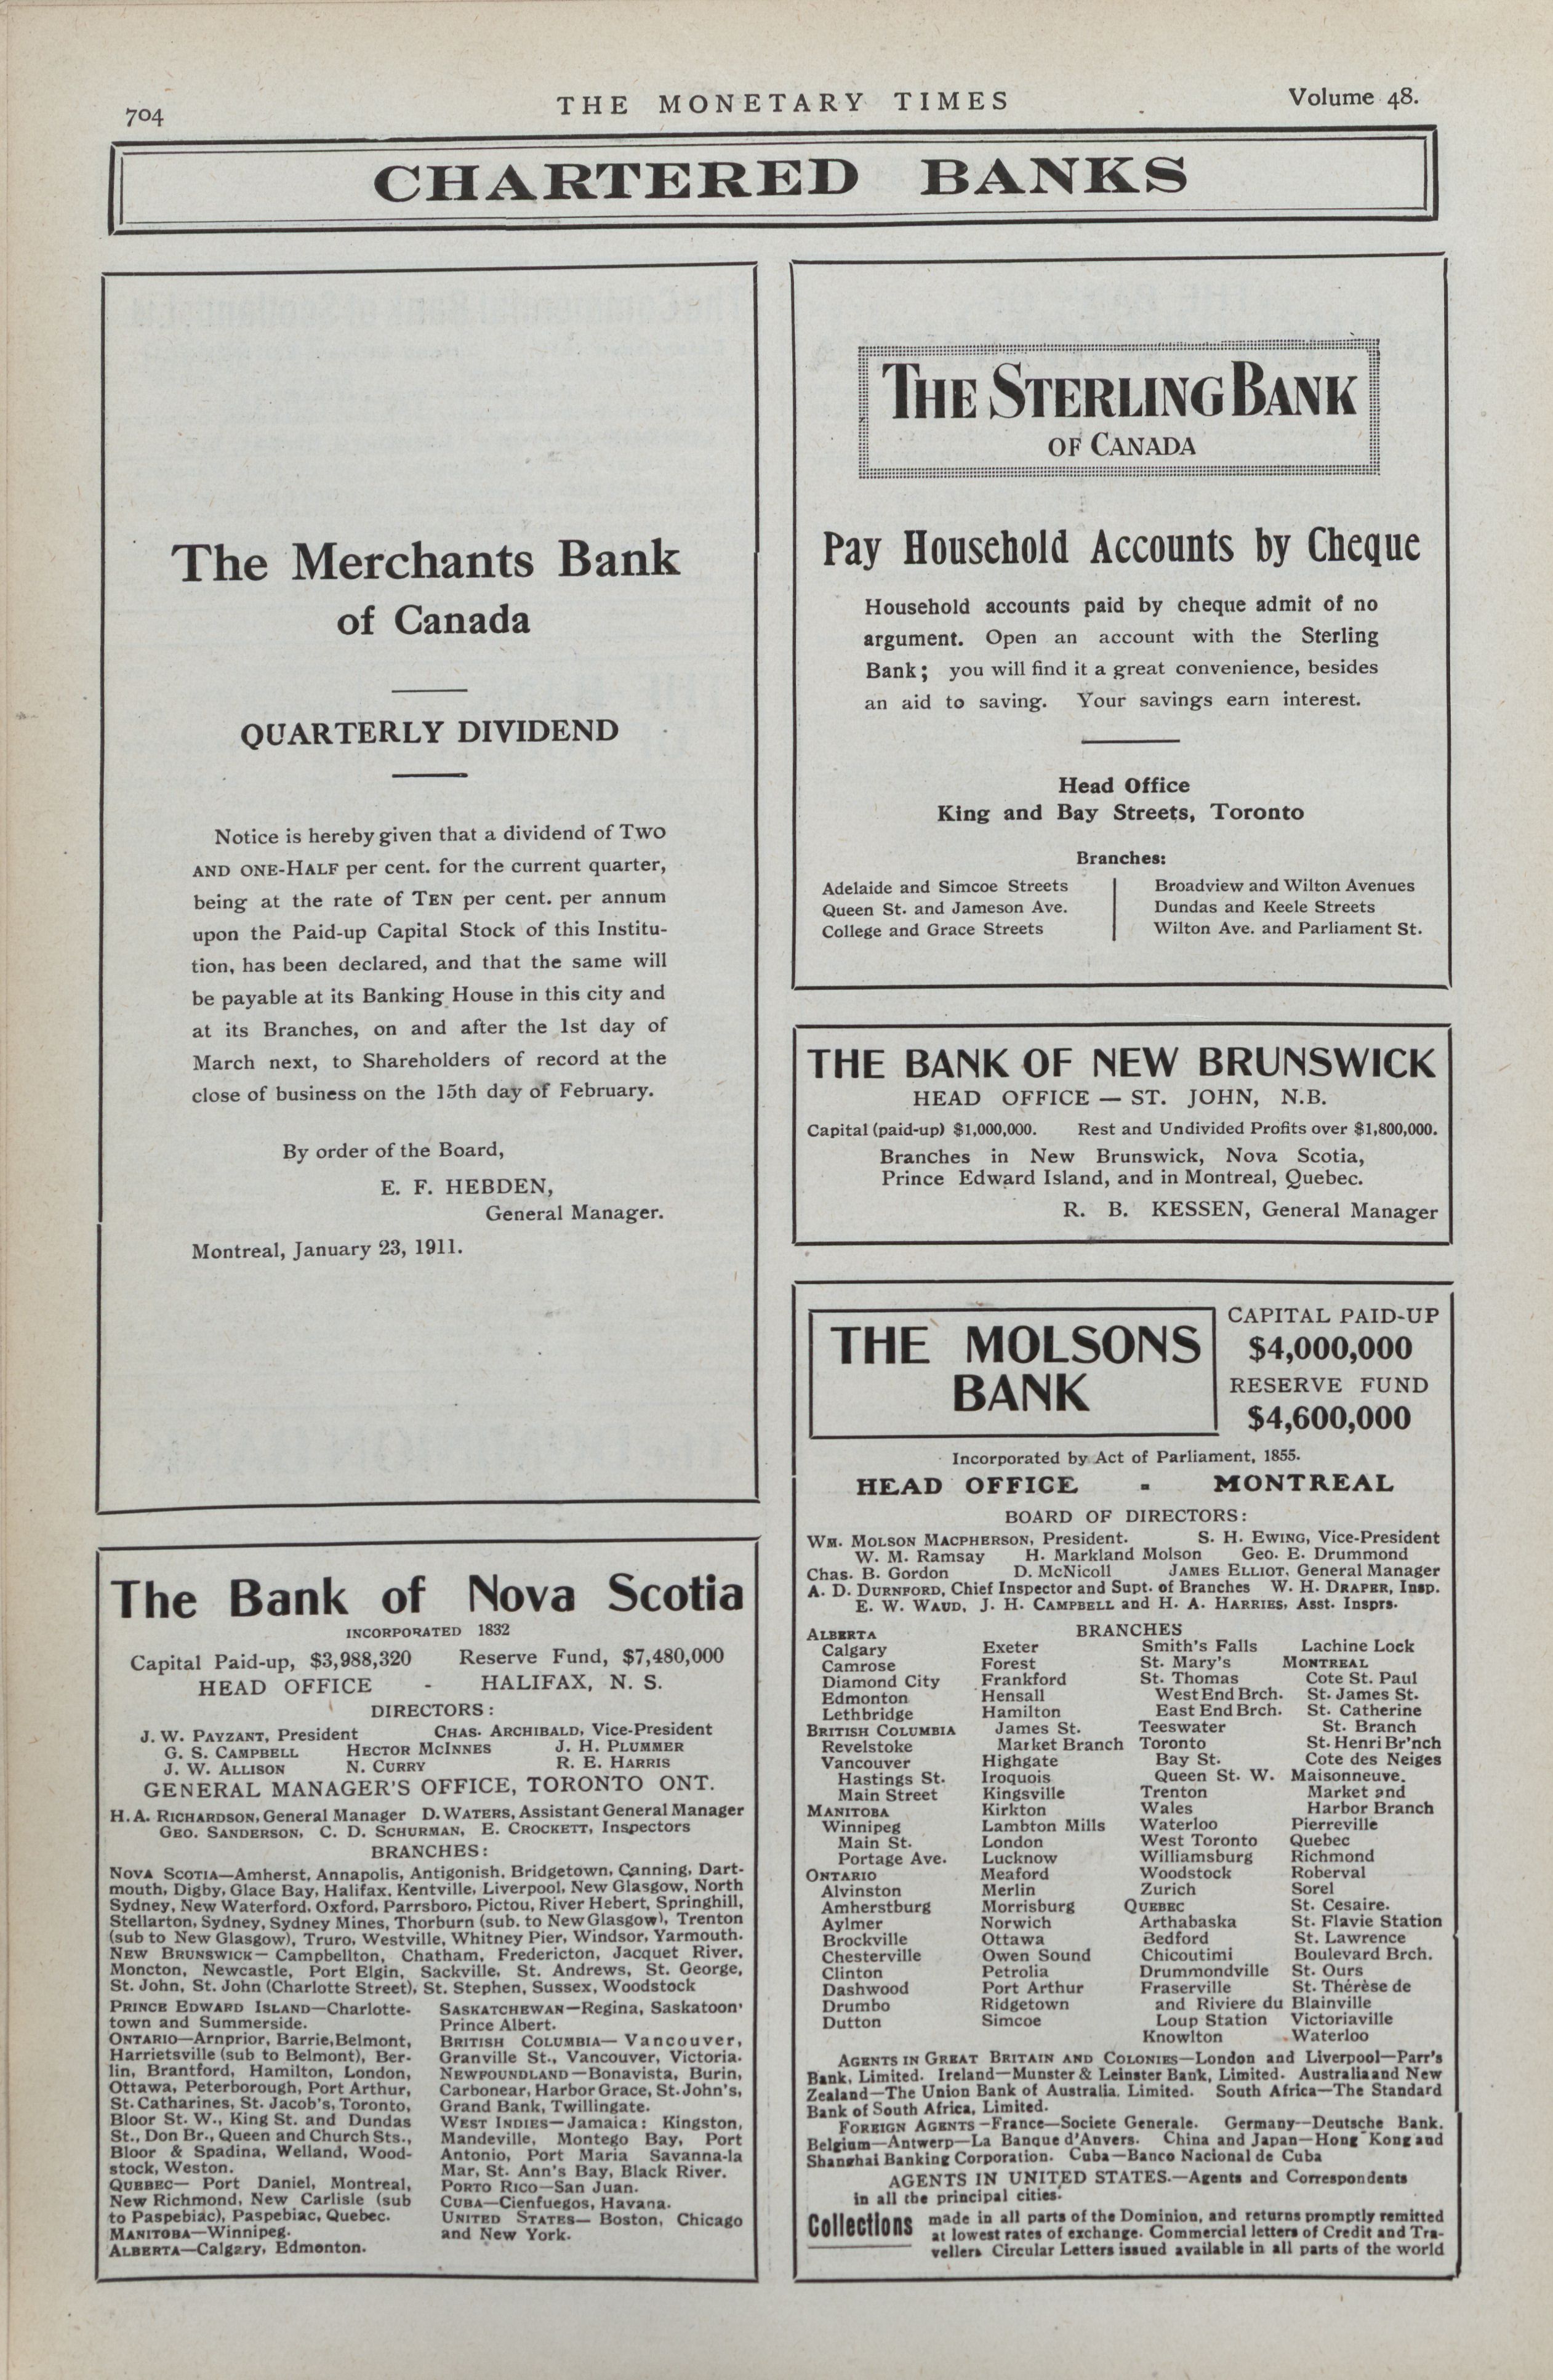 704
THE MONETARY TIMES
Volume 48.
CHARTERED BANKS
The Merchants Bank
of Canada
QUARTERLY DIVIDEND
Notice is hereby given that a dividend of Two
AND ONE-HALF per cent. for the current quarter,
being at the rate of TEN per cent. per annum
upon the Paid-up Capital Stock of this Institu-
tion, has been declared, and that the same will
be payable at its Banking House in this city and
at its Branches, on and after the 1st day of
March next, to Shareholders of record at the
close of business on the 15th day of February.
By order of the Board,
E. F. HEBDEN,
General Manager.
Montreal, January 23, 1911.
The Bank of Nova Scotia
INCORPORATED 1832
Capital Paid-up, $3,988,320 Reserve Fund, $7,480,000
HEAD OFFICE - HALIFAX, N. S.
DIRECTORS:
J. W. PAYZANT, President CHAS. ARCHIBALD, Vice-President
G. S. CAMPBELL HECTOR MCINNES J. H. PLUMMER
J. W. ALLISON N. CURRY R. E. HARRIS
GENERAL MANAGER'S OFFICE, TORONTO ONT.
H. A. RICHARDSON, General Manager D. WATERS, Assistant General Manager
GEO. SANDERSON, C. D. SCHURMAN, E. CROCKETT, Inspectors
BRANCHES:
NOVA SCOTIA—Amherst, Annapolis, Antigonish, Bridgetown, Canning, Dart-
mouth, Digby, Glace Bay, Halifax, Kentville, Liverpool, New Glasgow, North
Sydney, New Waterford, Oxford, Parrsboro, Pictou, River Hebert, Springhill,
Stellarton, Sydney, Sydney Mines, Thorburn (sub. to New Glasgow), Trenton
(sub to New Glasgow), Truro, Westville, Whitney Pier, Windsor, Yarmouth.
NEW BRUNSWICK— Campbellton, Chatham, Fredericton, Jacquet River,
Moncton, Newcastle, Port Elgin, Sackville, St. Andrews, St. George,
St. John, St. John (Charlotte Street), St. Stephen, Sussex, Woodstock
PRINCE EDWARD ISLAND—Charlotte-
town and Summerside.
ONTARIO—Arnprior, Barrie, Belmont,
Harrietsville (sub to Belmont), Ber-
lin, Brantford, Hamilton, London,
Ottawa, Peterborough, Port Arthur,
St. Catharines, St. Jacob's, Toronto,
Bloor St. W., King St. and Dundas
St., Don Br., Queen and Church Sts.,
Bloor & Spadina, Welland, Wood-
stock, Weston.
QUEBEC— Port Daniel, Montreal,
New Richmond, New Carlisle (sub
to Paspebiac), Paspebiac, Quebec.
MANITOBA—Winnipeg.
ALBERTA—Calgary, Edmonton.
SASKATCHEWAN—Regina, Saskatoon'
Prince Albert.
BRITISH COLUMBIA— Vancouver,
Granville St., Vancouver, Victoria.
NEWFOUNDLAND—Bonavista, Burin,
Carbonear, Harbor Grace, St. John's,
Grand Bank, Twillingate.
WEST INDIES—Jamaica: Kingston,
Mandeville, Montego Bay, Port
Antonio, Port Maria Savanna-la
Mar, St. Ann's Bay, Black River.
PORTO RICO—San Juan.
CUBA—Cienfuegos, Havana.
UNITED STATES— Boston, Chicago
and New York.
THE STERLING BANK
OF CANADA
Pay Household Accounts by Cheque
Household accounts paid by cheque admit of no
argument. Open an account with the Sterling
Bank; you will find it a great convenience, besides
an aid to saving. Your savings earn interest.
Head Office
King and Bay Streets, Toronto
Branches:
Adelaide and Simcoe Streets
Queen St. and Jameson Ave.
College and Grace Streets
Broadview and Wilton Avenues
Dundas and Keele Streets
Wilton Ave. and Parliament St.
THE BANK OF NEW BRUNSWICK
HEAD OFFICE — ST. JOHN, N.B.
Capital (paid-up) $1,000,000. Rest and Undivided Profits over $1,800,000.
Branches in New Brunswick, Nova Scotia,
Prince Edward Island, and in Montreal, Quebec.
R. B. KESSEN, General Manager
THE MOLSONS
BANK
CAPITAL PAID-UP
$4,000,000
RESERVE FUND
$4,600,000
Incorporated by Act of Parliament, 1855.
HEAD OFFICE - MONTREAL
BOARD OF DIRECTORS:
WM. MOLSON MACPHERSON, President. S. H. EWING, Vice-President
W. M. Ramsay H. Markland Molson Geo. E. Drummond
Chas. B. Gordon D. McNicoll JAMES ELLIOT, General Manager
A. D. DURNFORD, Chief Inspector and Supt. of Branches W. H. DRAPER, Insp.
E. W. WAUD, J. H. CAMPBELL and H. A. HARRIES, Asst. Insprs.
BRANCHES
ALBERTA
Calgary
Camrose
Diamond City
Edmonton
Lethbridge
BRITISH COLUMBIA
Revelstoke
Vancouver
Hastings St.
Main Street
MANITOBA
Winnipeg
Main St.
Portage Ave.
ONTARIO
Alvinston
Amherstburg
Aylmer
Brockville
Chesterville
Clinton
Dashwood
Drumbo
Dutton
Exeter
Forest
Frankford
Hensall
Hamilton
James St.
Market Branch
Highgate
Iroquois
Kingsville
Kirkton
Lambton Mills
London
Lucknow
Meaford
Merlin
Morrisburg
Norwich
Ottawa
Owen Sound
Petrolia
Port Arthur
Ridgetown
Simcoe
Smith's Falls
St. Mary's
St. Thomas
West End Brch.
East End Brch.
Teeswater
Toronto
Bay St.
Queen St. W.
Trenton
Wales
Waterloo
West Toronto
Williamsburg
Woodstock
Zurich
QUEBEC
Arthabaska
Bedford
Chicoutimi
Drummondville
Fraserville
and Riviere du
Loup Station
Knowlton
Lachine Lock
MONTREAL
Cote St. Paul
St. James St.
St. Catherine
St. Branch
St. Henri Br'nch
Cote des Neiges
Maisonneuve.
Market and
Harbor Branch
Pierreville
Quebec
Richmond
Roberval
Sorel
St. Cesaire.
St. Flavie Station
St. Lawrence
Boulevard Brch.
St. Ours
St. Thérèse de
Blainville
Victoriaville
Waterloo
AGENTS IN GREAT BRITAIN AND COLONIES—London and Liverpool—Parr's
Bank, Limited. Ireland—Munster & Leinster Bank, Limited. Australia and New
Zealand—The Union Bank of Australia. Limited. South Africa—The Standard
Bank of South Africa, Limited.
FOREIGN AGENTS—France—Societe Generale. Germany—Deutsche Bank.
Belgium—Antwerp—La Banque d'Anvers. China and Japan—Hong Kong and
Shanghai Banking Corporation. Cuba—Banco Nacional de Cuba
AGENTS IN UNITED STATES.—Agents and Correspondents
in all the principal cities.
Collections made in all parts of the Dominion, and returns promptly remitted
at lowest rates of exchange. Commercial letters of Credit and Tra-
vellers Circular Letters issued available in all parts of the world